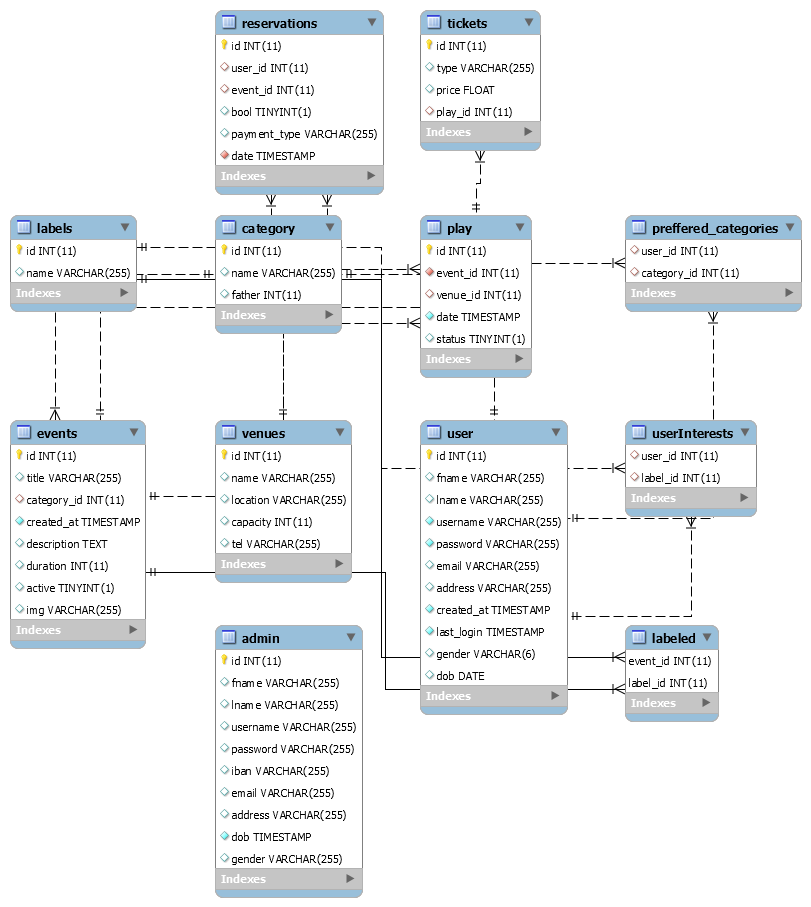 reservations
id INT(11)
user_id INT(11)
event_id INT(11)
bool TINYINT(1)
payment_type VARCHAR(255)
date TIMESTAMP
Indexes
tickets
id INT(11)
type VARCHAR(255)
price FLOAT
play_id INT(11)
Indexes
labels
id INT(11)
name VARCHAR(255)
Indexes
category
id INT(11)
name VARCHAR(255)
father INT(11)
Indexes
play
id INT(11)
event_id INT(11)
venue_id INT(11)
date TIMESTAMP
status TINYINT(1)
Indexes
preffered_categories
user_id INT(11)
category_id INT(11)
Indexes
events
id INT(11)
title VARCHAR(255)
category_id INT(11)
created_at TIMESTAMP
description TEXT
duration INT(11)
active TINYINT(1)
img VARCHAR(255)
Indexes
venues
id INT(11)
name VARCHAR(255)
location VARCHAR(255)
capacity INT(11)
tel VARCHAR(255)
Indexes
user
id INT(11)
fname VARCHAR(255)
lname VARCHAR(255)
username VARCHAR(255)
password VARCHAR(255)
email VARCHAR(255)
address VARCHAR(255)
created_at TIMESTAMP
last_login TIMESTAMP
gender VARCHAR(6)
dob DATE
Indexes
userInterests
user_id INT(11)
label_id INT(11)
Indexes
admin
id INT(11)
fname VARCHAR(255)
lname VARCHAR(255)
username VARCHAR(255)
password VARCHAR(255)
iban VARCHAR(255)
email VARCHAR(255)
address VARCHAR(255)
dob TIMESTAMP
gender VARCHAR(255)
Indexes
labeled
event_id INT(11)
label_id INT(11)
Indexes